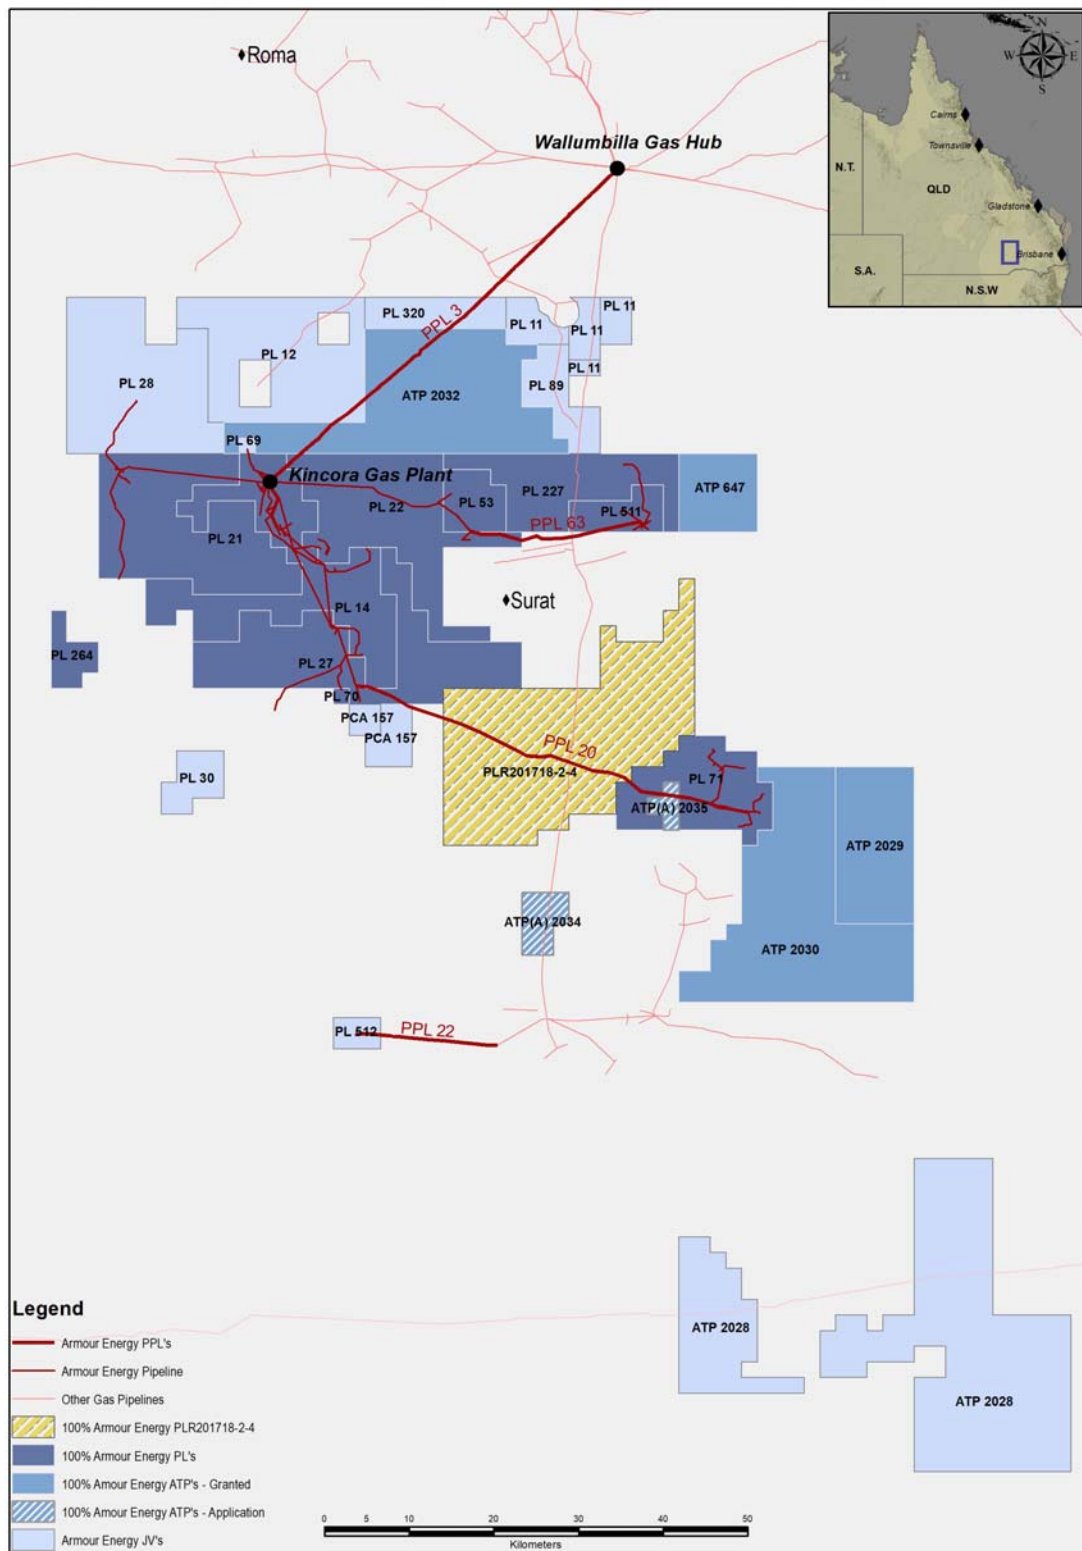 Roma
Wallumbilla Gas Hub
N
W
E
S
Cairns
Townsville
N.T.
QLD
Gladstone
Brisbane
S.A.
N.S.W
PPL 3
PL 320
PL 11
PL 11
PL 11
PL 11
PL 12
PL 28
PL 89
ATP 2032
PL 69
Kincora Gas Plant
PL 22
PL 53
PL 227
ATP 647
PL 511
PPL 63
PL 21
Surat
PL 14
PL 264
PL 27
PL 70
PCA 157
PCA 157
PPL 20
PLR201718-2-4
PL 71
PL 30
ATP(A) 2035
ATP 2029
ATP(A) 2034
ATP 2030
PL 512
PPL 22
ATP 2028
ATP 2028
Legend
Armour Energy PPL's
Armour Energy Pipeline
Other Gas Pipelines
100% Armour Energy PLR201718-2-4
100% Armour Energy PL's
100% Amour Energy ATP's - Granted
100% Amour Energy ATP's - Application
Armour Energy JV's
0 5 10 20 30 40 50
Kilometers